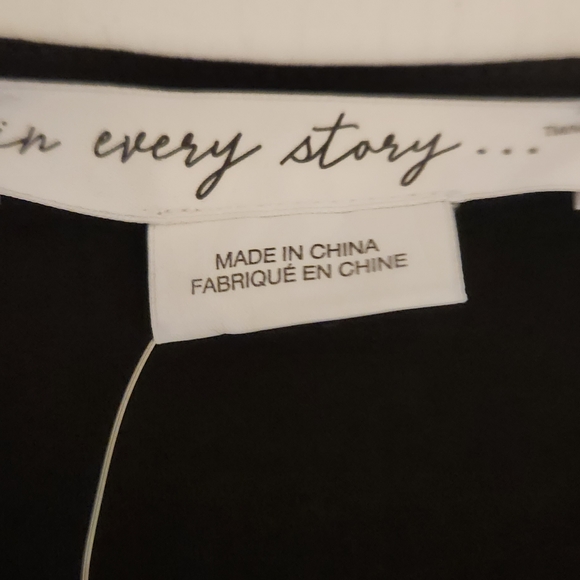 in every story...
MADE IN CHINA
FABRIQUÉ EN CHINE